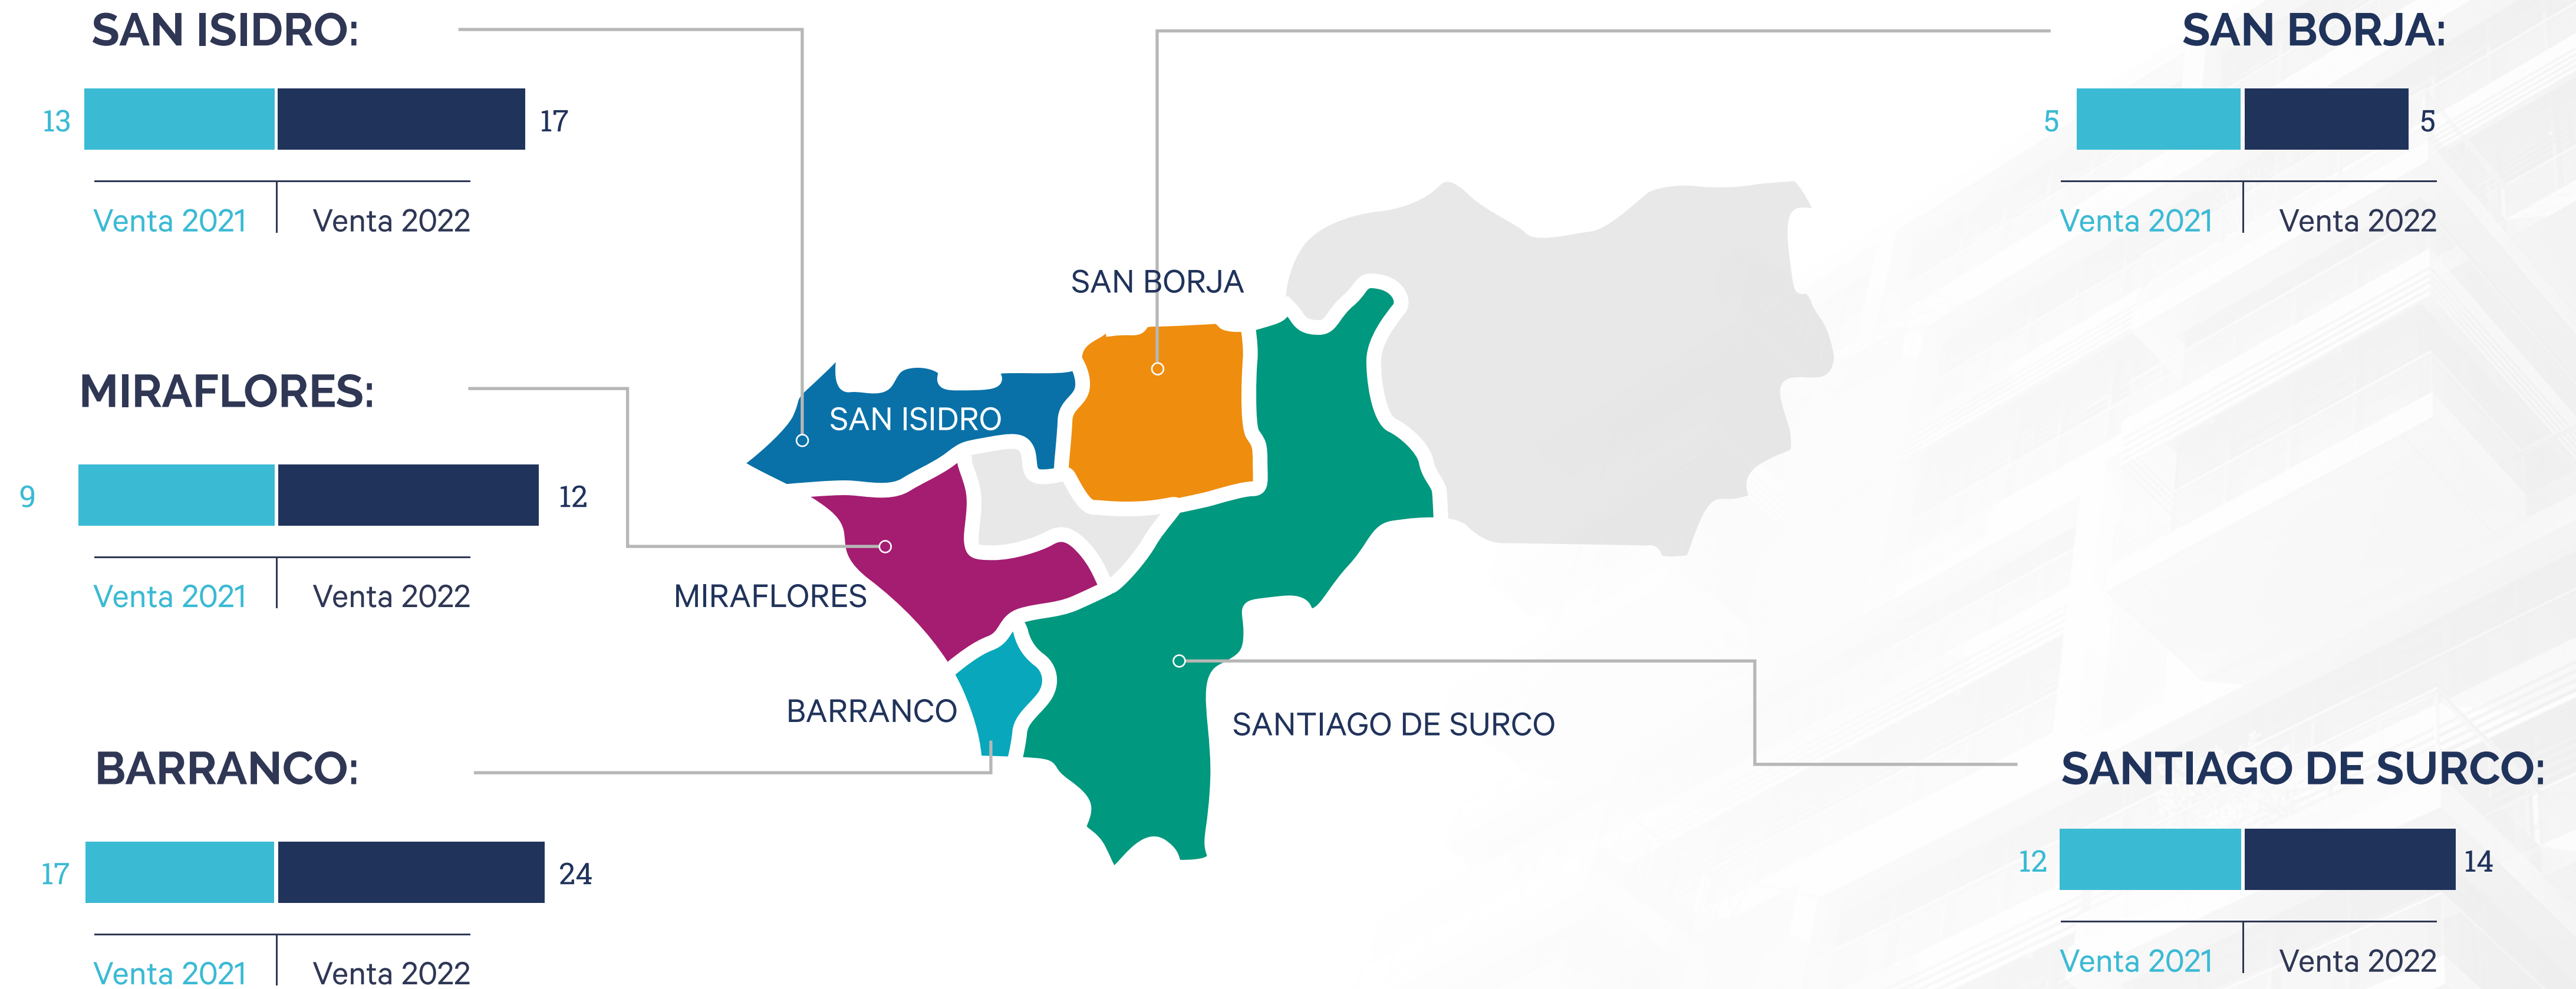 SAN ISIDRO:
13
17
Venta 2021
Venta 2022
MIRAFLORES:
9
12
Venta 2021
Venta 2022
BARRANCO:
17
24
Venta 2021
Venta 2022
SAN BORJA
SAN ISIDRO
MIRAFLORES
BARRANCO
SANTIAGO DE SURCO
SAN BORJA:
5
5
Venta 2021
Venta 2022
SANTIAGO DE SURCO:
12
14
Venta 2021
Venta 2022